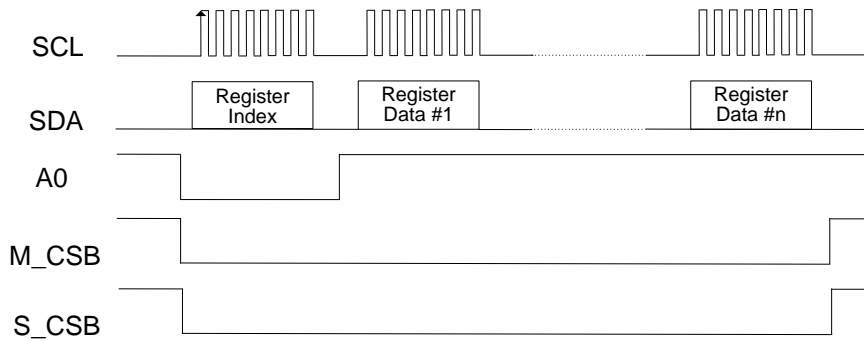 SCL
SDA
Register
Index
Register
Data #1
Register
Data #n
A0
M_CSB
S_CSB